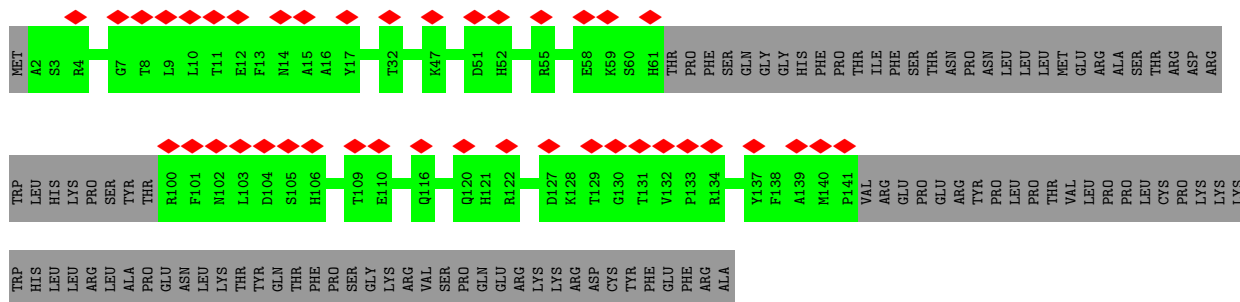 MET A2 S3 R4 G7 T8 L9 L10 T11 E12 F13 N14 A15 A16 Y17 T32 K47 D51 H52 R55 E58 K59 S60 H61 THR PRO PHE SER GLN GLY GLY HIS PHE PRO THR ILE PHE SER THR ASN PRO ASN LEU LEU LEU MET GLU ARG ALA SER THR ARG ASP ARG
TRP LEU HIS LYS PRO SER TYR THR R100 F101 N102 L103 D104 S105 H106 T109 E110 Q116 Q120 H121 R122 D127 K128 T129 G130 T131 V132 P133 R134 Y137 F138 A139 M140 P141 VAL ARG GLU PRO GLU ARG TYR PRO LEU PRO THR VAL LEU PRO PRO LEU CYS PRO LYS LYS LYS
TRP HIS LEU LEU ARG LEU ALA PRO GLU ASN LEU LYS THR TYR GLN THR PHE PRO SER GLY LYS ARG VAL SER PRO GLN GLU ARG LYS LYS ARG ASP CYS TYR PHE GLU PHE ARG ALA